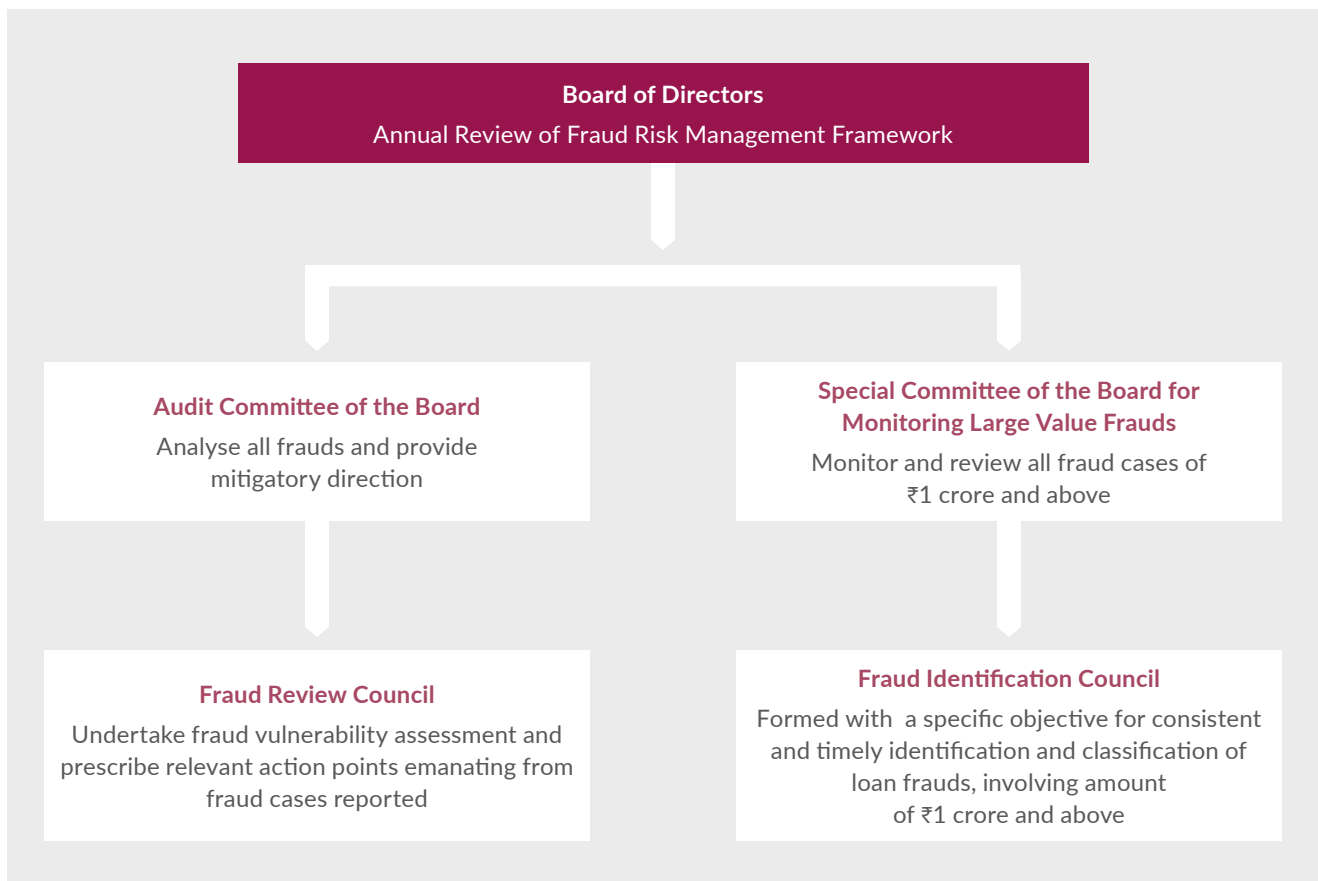 Board of Directors
Annual Review of Fraud Risk Management Framework
Audit Committee of the Board
Analyse all frauds and provide
mitigatory direction
Special Committee of the Board for
Monitoring Large Value Frauds
Monitor and review all fraud cases of
₹1 crore and above
Fraud Review Council
Undertake fraud vulnerability assessment and
prescribe relevant action points emanating from
fraud cases reported
Fraud Identification Council
Formed with  a specific objective for consistent
and timely identification and classification of
loan frauds, involving amount
of ₹1 crore and above